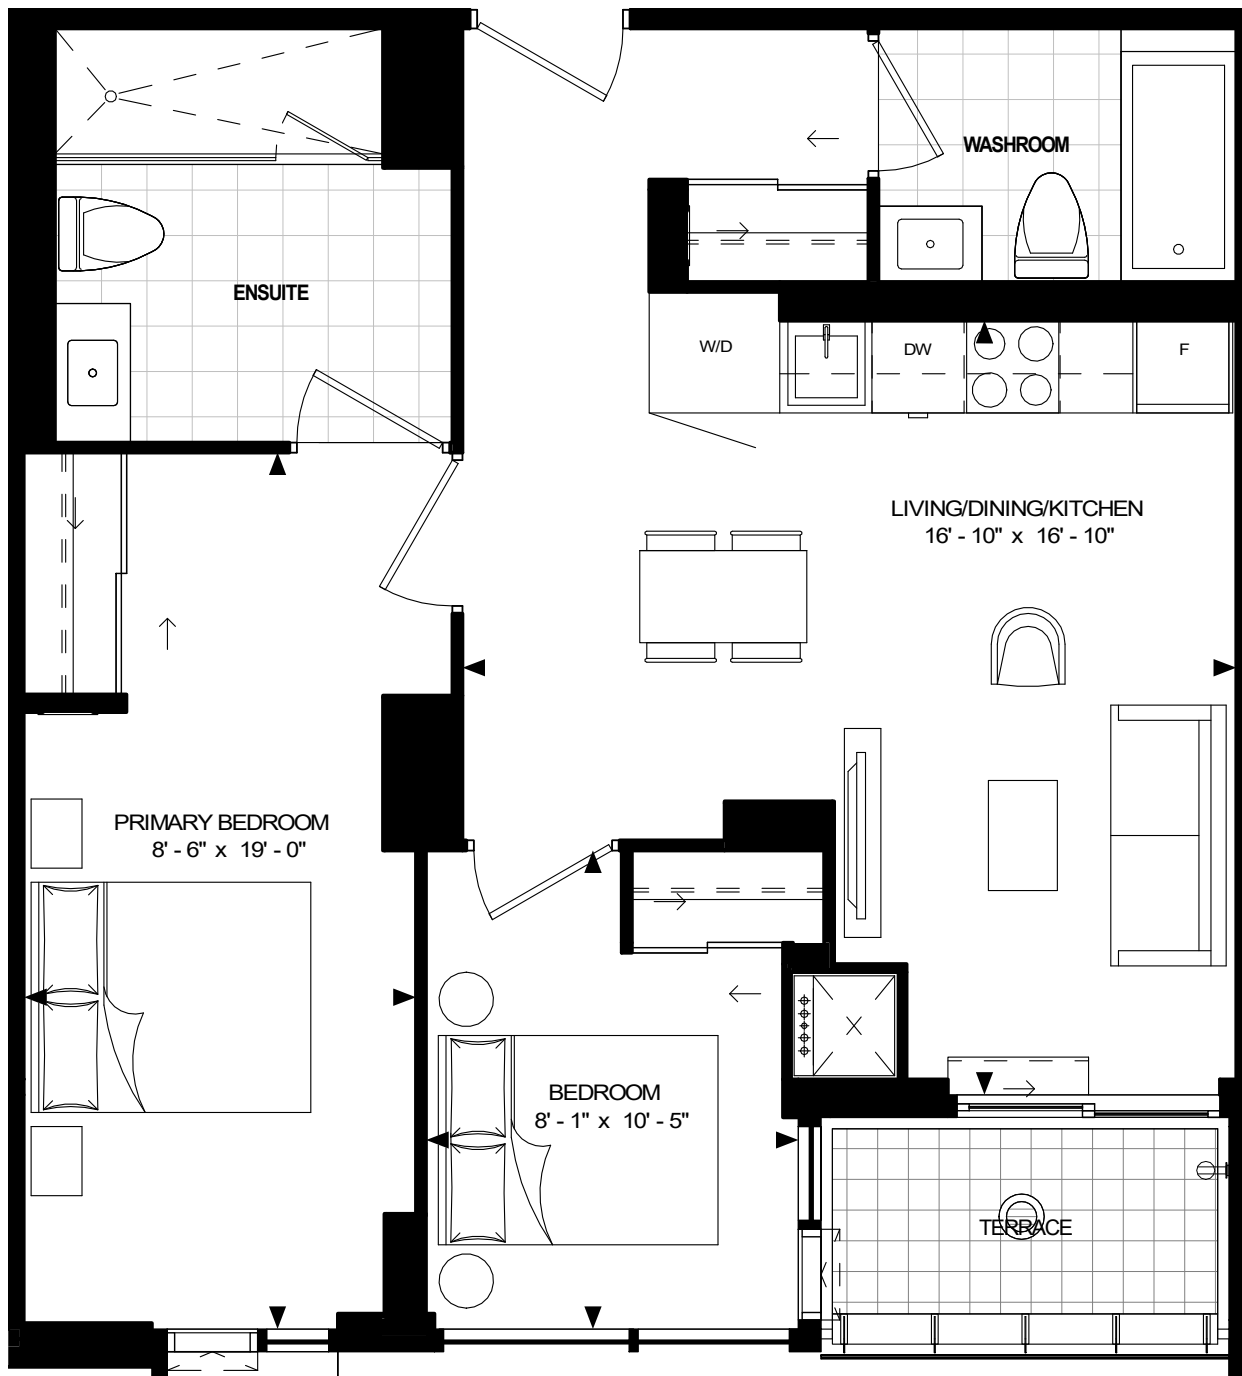 WASHROOM
ENSUITE
W/D
DW
F
LIVING/DINING/KITCHEN
16' - 10" x 16' - 10"
PRIMARY BEDROOM
8' - 6" x 19' - 0"
BEDROOM
8' - 1" x 10' - 5"
TERRACE